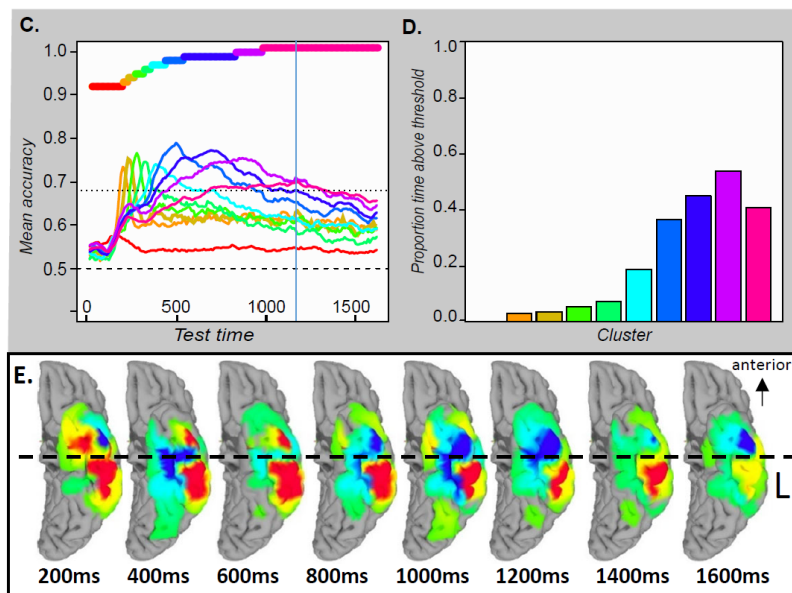 C.
Mean accuracy
1.0
0.9
0.8
0.7
0.6
0.5
0 500 1000 1500
Test time
D.
Proportion time above threshold
1.0
0.8
0.6
0.4
0.2
0.0
Cluster
E.
anterior
L
200ms 400ms 600ms 800ms 1000ms 1200ms 1400ms 1600ms